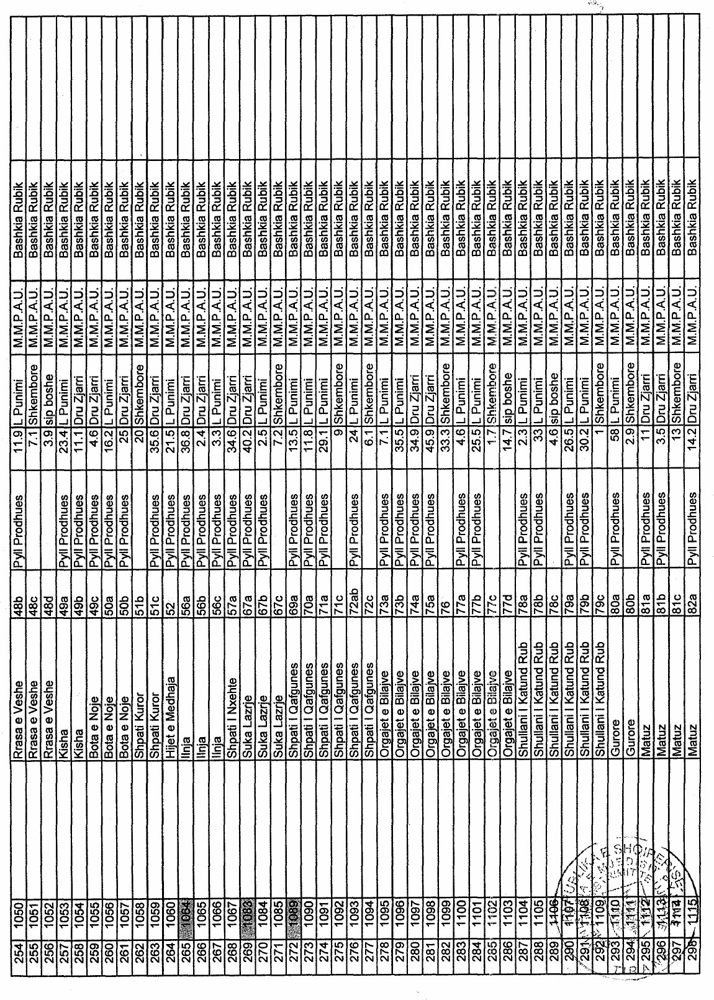 254 1050 Rrasa e Veshe 48b Pyll Prodhues 11.9 L Punimi M.M.P.A.U. Bashkia Rubik
255 1051 Rrasa e Veshe 48c 7.1 Shkembore M.M.P.A.U. Bashkia Rubik
256 1052 Rrasa e Veshe 48d 3.9 sip boshe M.M.P.A.U. Bashkia Rubik
257 1053 Kisha 49a Pyll Prodhues 23.4 L Punimi M.M.P.A.U. Bashkia Rubik
258 1054 Kisha 49b Pyll Prodhues 11.1 Dru Zjarri M.M.P.A.U. Bashkia Rubik
259 1055 Bota e Noje 49c Pyll Prodhues 4.6 Dru Zjarri M.M.P.A.U. Bashkia Rubik
260 1056 Bota e Noje 50a Pyll Prodhues 16.2 L Punimi M.M.P.A.U. Bashkia Rubik
261 1057 Bota e Noje 50b Pyll Prodhues 25 Dru Zjarri M.M.P.A.U. Bashkia Rubik
262 1058 Shpati Kuror 51b 20 Shkembore M.M.P.A.U. Bashkia Rubik
263 1059 Shpati Kuror 51c Pyll Prodhues 35.6 Dru Zjarri M.M.P.A.U. Bashkia Rubik
264 1060 Hijet e Medhaja 52 Pyll Prodhues 21.5 L Punimi M.M.P.A.U. Bashkia Rubik
265 1064 Ilnja 56a Pyll Prodhues 36.8 Dru Zjarri M.M.P.A.U. Bashkia Rubik
266 1065 Ilnja 56b Pyll Prodhues 2.4 Dru Zjarri M.M.P.A.U. Bashkia Rubik
267 1066 Ilnja 56c Pyll Prodhues 3.3 L Punimi M.M.P.A.U. Bashkia Rubik
268 1067 Shpati I Nxehte 57a Pyll Prodhues 34.6 Dru Zjarri M.M.P.A.U. Bashkia Rubik
269 1083 Suka Lazrje 67a Pyll Prodhues 40.2 Dru Zjarri M.M.P.A.U. Bashkia Rubik
270 1084 Suka Lazrje 67b Pyll Prodhues 2.5 L Punimi M.M.P.A.U. Bashkia Rubik
271 1085 Suka Lazrje 67c 7.2 Shkembore M.M.P.A.U. Bashkia Rubik
272 1089 Shpati I Qafgunes 69a Pyll Prodhues 13.5 L Punimi M.M.P.A.U. Bashkia Rubik
273 1090 Shpati I Qafgunes 70a Pyll Prodhues 11.8 L Punimi M.M.P.A.U. Bashkia Rubik
274 1091 Shpati I Qafgunes 71a Pyll Prodhues 29.1 L Punimi M.M.P.A.U. Bashkia Rubik
275 1092 Shpati I Qafgunes 71c 9 Shkembore M.M.P.A.U. Bashkia Rubik
276 1093 Shpati I Qafgunes 72ab Pyll Prodhues 24 L Punimi M.M.P.A.U. Bashkia Rubik
277 1094 Shpati I Qafgunes 72c 6.1 Shkembore M.M.P.A.U. Bashkia Rubik
278 1095 Orgajet e Bilajve 73a Pyll Prodhues 7.1 L Punimi M.M.P.A.U. Bashkia Rubik
279 1096 Orgajet e Bilajve 73b Pyll Prodhues 35.5 L Punimi M.M.P.A.U. Bashkia Rubik
280 1097 Orgajet e Bilajve 74a Pyll Prodhues 34.9 Dru Zjarri M.M.P.A.U. Bashkia Rubik
281 1098 Orgajet e Bilajve 75a Pyll Prodhues 45.9 Dru Zjarri M.M.P.A.U. Bashkia Rubik
282 1099 Orgajet e Bilajve 76 33.3 Shkembore M.M.P.A.U. Bashkia Rubik
283 1100 Orgajet e Bilajve 77a Pyll Prodhues 4.6 L Punimi M.M.P.A.U. Bashkia Rubik
284 1101 Orgajet e Bilajve 77b Pyll Prodhues 25.5 L Punimi M.M.P.A.U. Bashkia Rubik
285 1102 Orgajet e Bilajve 77c 1.7 Shkembore M.M.P.A.U. Bashkia Rubik
286 1103 Orgajet e Bilajve 77d 14.7 sip boshe M.M.P.A.U. Bashkia Rubik
287 1104 Shullani I Katund Rub 78a Pyll Prodhues 2.3 L Punimi M.M.P.A.U. Bashkia Rubik
288 1105 Shullani I Katund Rub 78b Pyll Prodhues 33 L Punimi M.M.P.A.U. Bashkia Rubik
289 1106 Shullani I Katund Rub 78c 4.6 sip boshe M.M.P.A.U. Bashkia Rubik
290 1107 Shullani I Katund Rub 79a Pyll Prodhues 26.5 L Punimi M.M.P.A.U. Bashkia Rubik
291 1108 Shullani I Katund Rub 79b Pyll Prodhues 30.2 L Punimi M.M.P.A.U. Bashkia Rubik
292 1109 Shullani I Katund Rub 79c 1 Shkembore M.M.P.A.U. Bashkia Rubik
293 1110 Gurore 80a Pyll Prodhues 58 L Punimi M.M.P.A.U. Bashkia Rubik
294 1111 Gurore 80b 2.9 Shkembore M.M.P.A.U. Bashkia Rubik
295 1112 Matuz 81a Pyll Prodhues 11 Dru Zjarri M.M.P.A.U. Bashkia Rubik
296 1113 Matuz 81b Pyll Prodhues 3.5 Dru Zjarri M.M.P.A.U. Bashkia Rubik
297 1114 Matuz 81c 13 Shkembore M.M.P.A.U. Bashkia Rubik
298 1115 Matuz 82a Pyll Prodhues 14.2 Dru Zjarri M.M.P.A.U. Bashkia Rubik
E SHQIPERISE